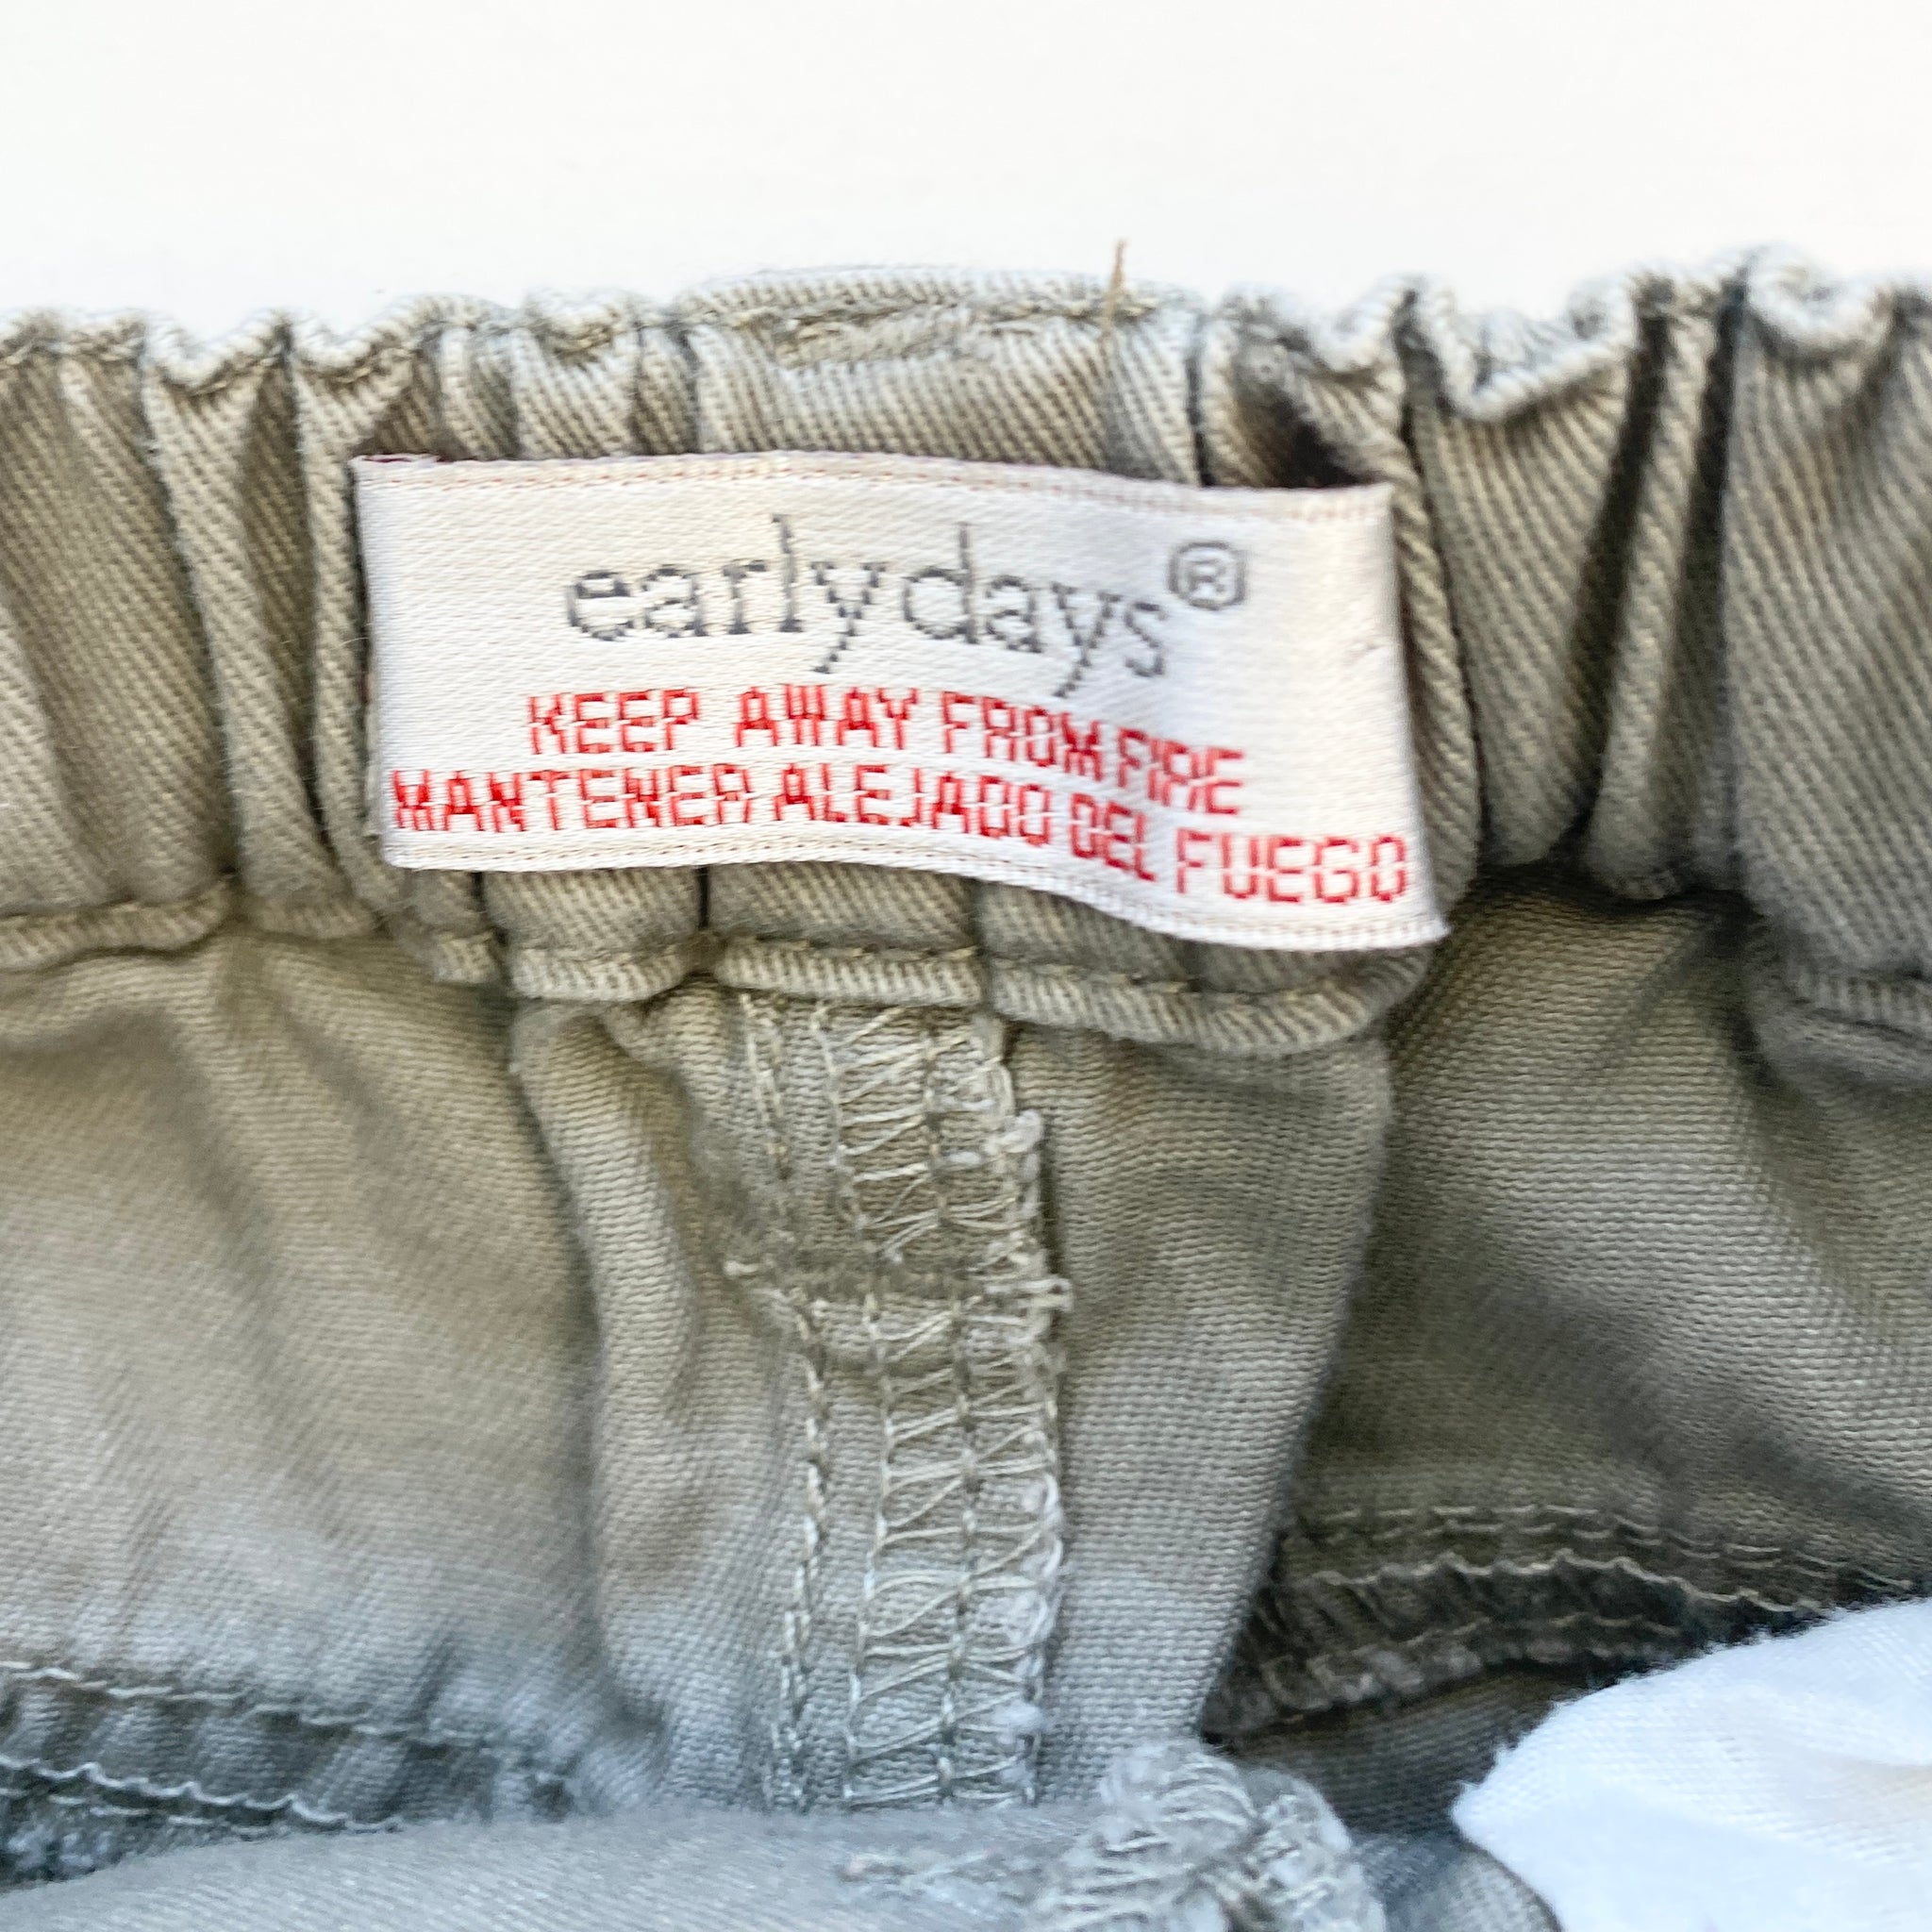 earlydays®
KEEP AWAY FROM FIRE
MANTENER ALEJADO DEL FUEGO